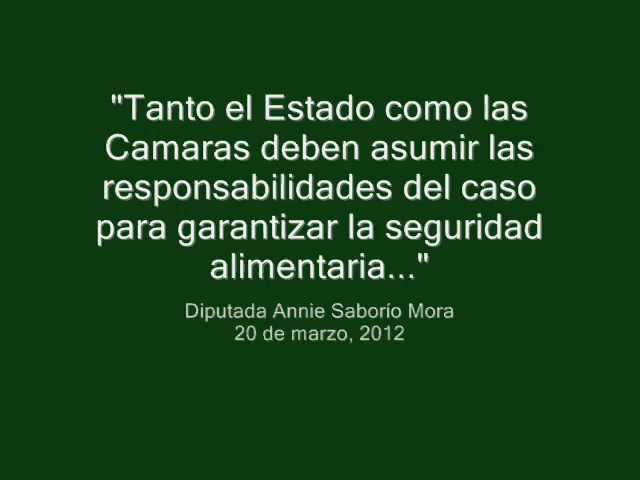 "Tanto el Estado como las
Camaras deben asumir las
responsabilidades del caso
para garantizar la seguridad
alimentaria..."
Diputada Annie Saborío Mora
20 de marzo, 2012